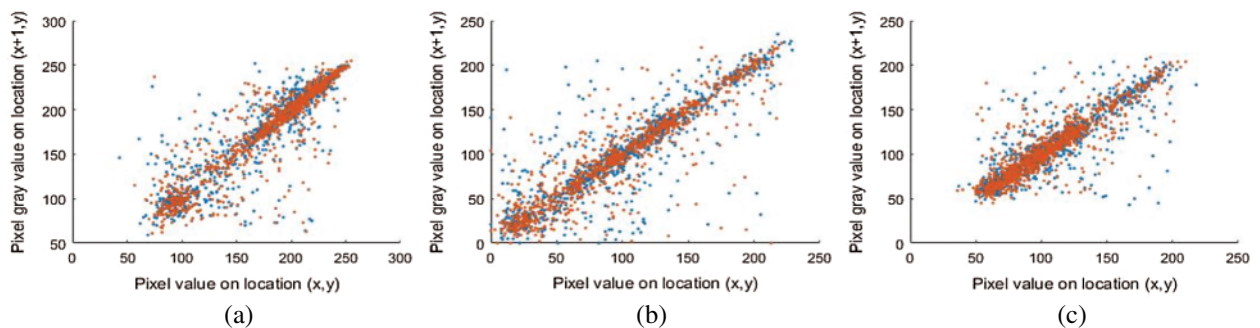 Pixel gray value on location (x+1,y)
300
250
200
150
100
50
0 50 100 150 200 250 300
Pixel value on location (x,y)
(a)
Pixel gray value on location (x+1,y)
250
200
150
100
50
0
0 50 100 150 200 250
Pixel value on location (x,y)
(b)
Pixel gray value on location (x+1,y)
250
200
150
100
50
0
0 50 100 150 200 250
Pixel value on location (x,y)
(c)